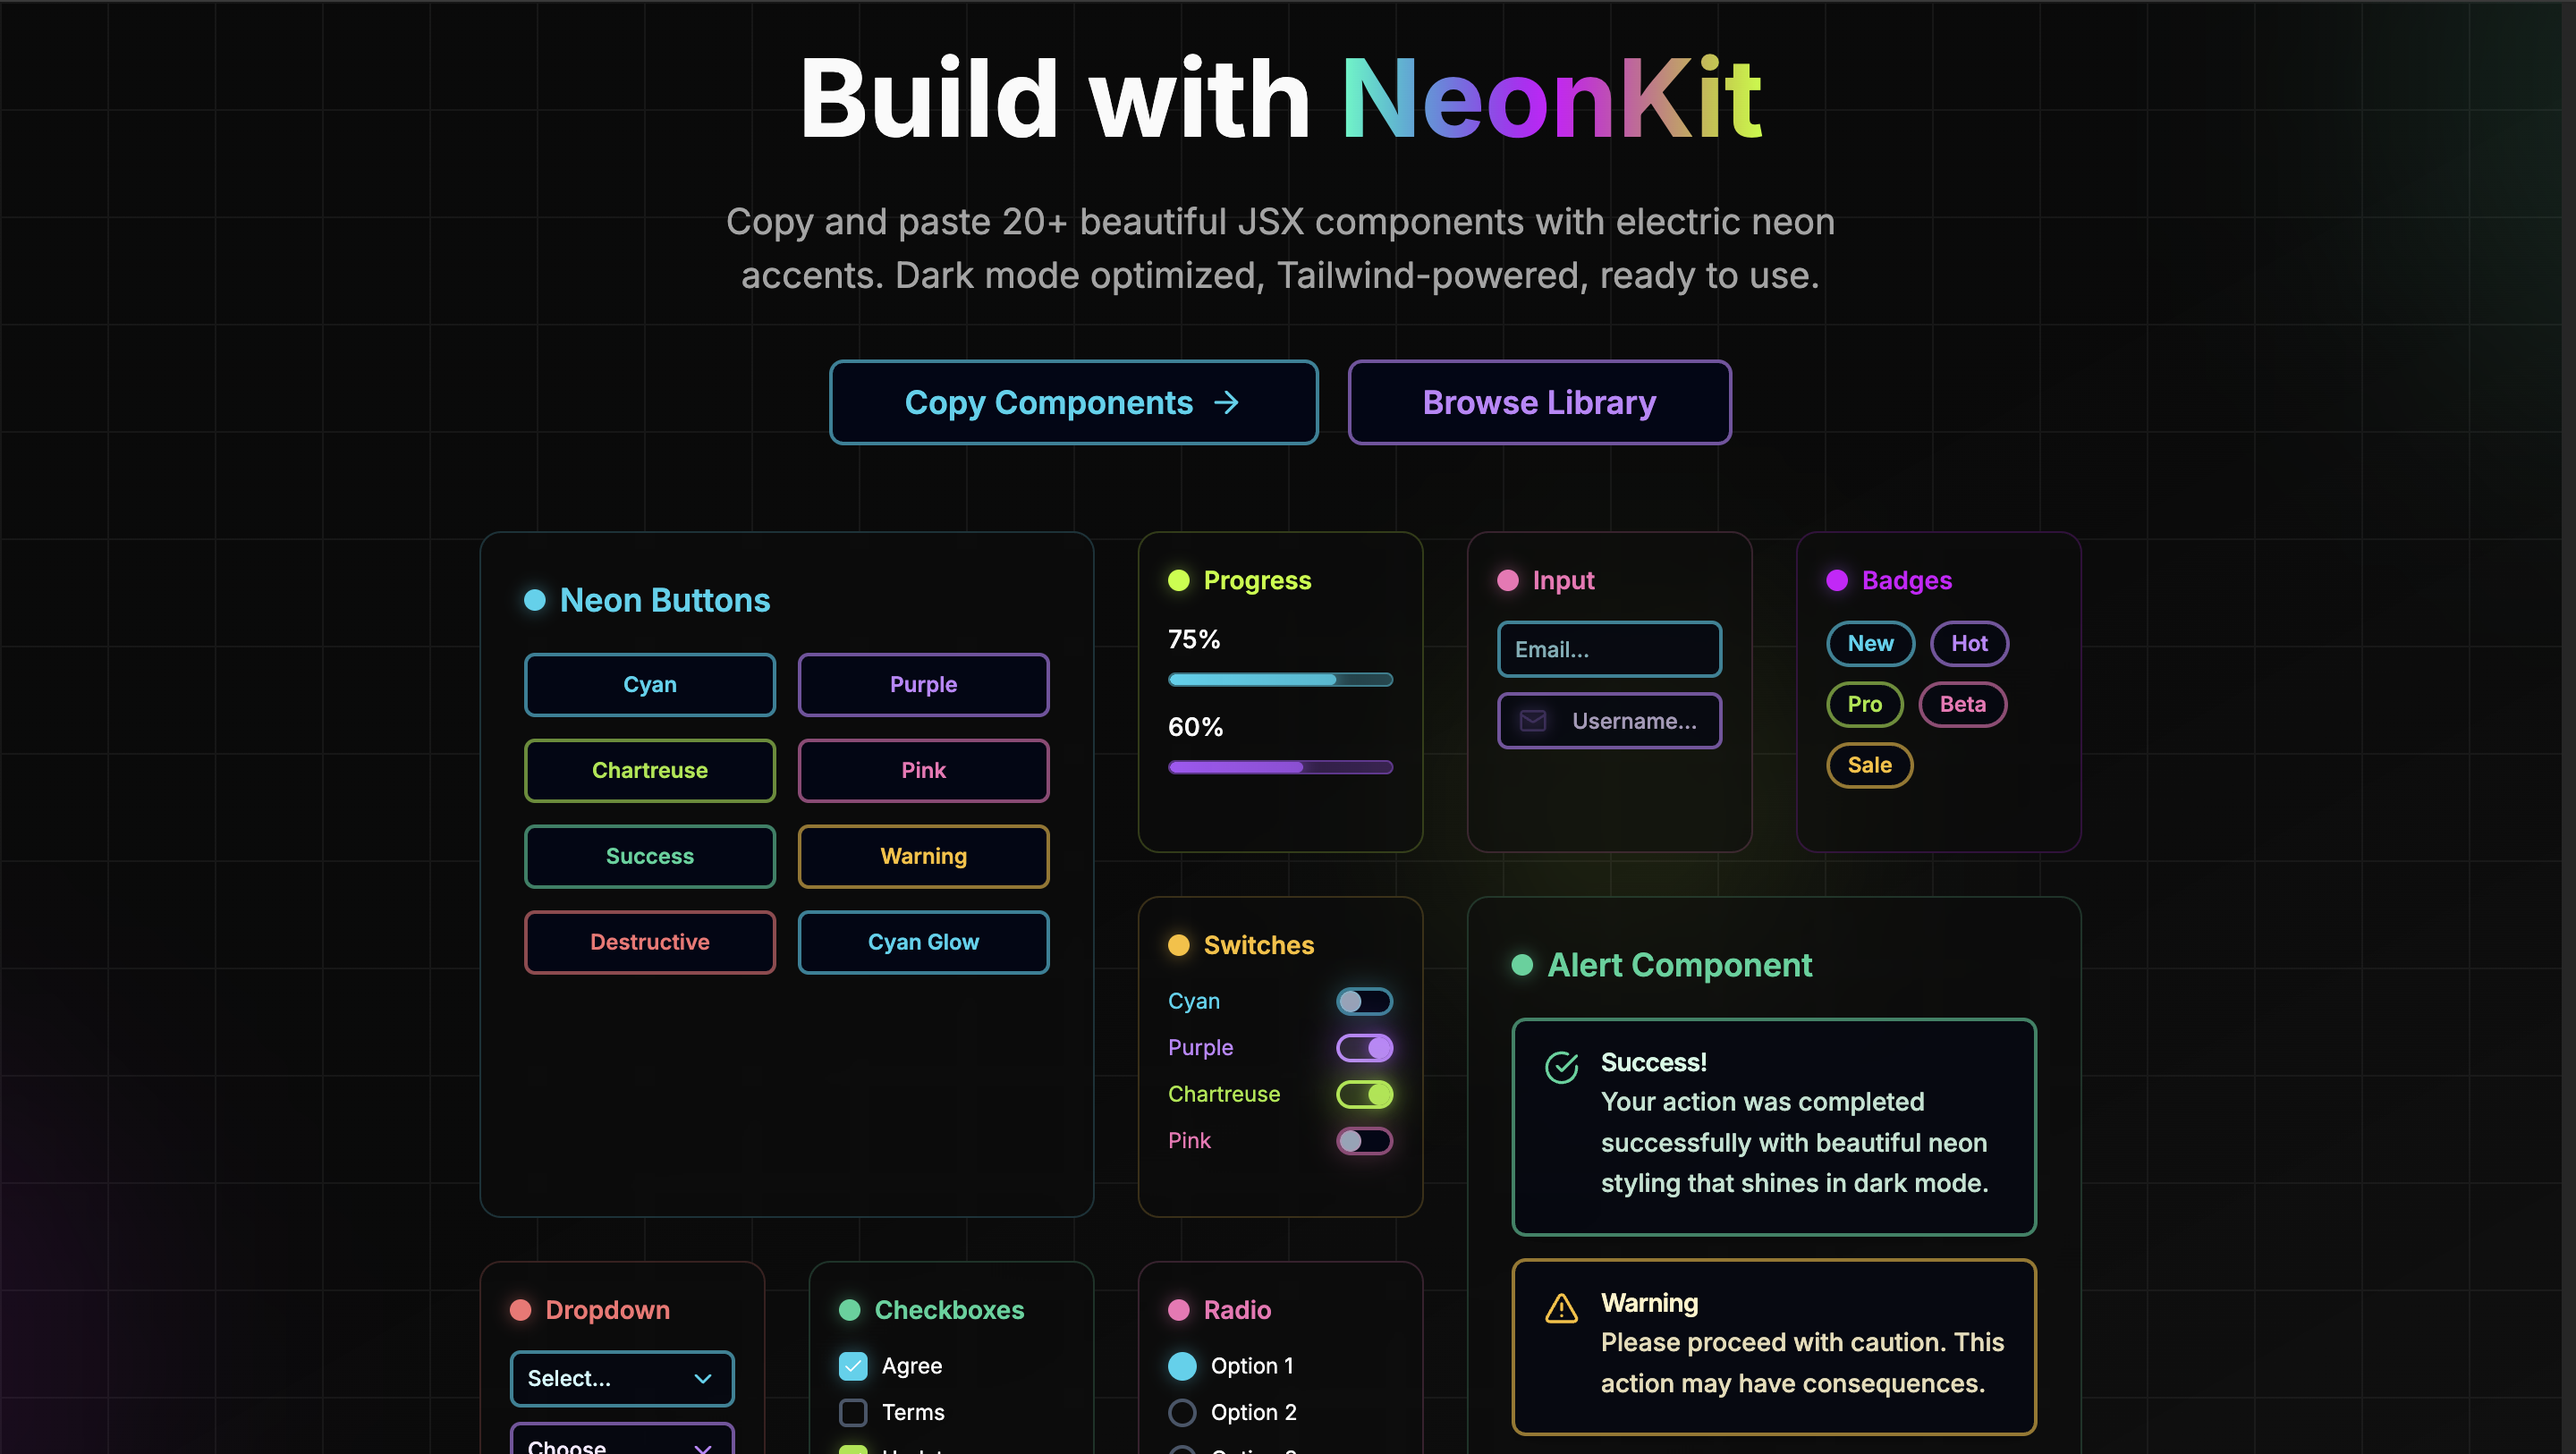 Build with NeonKit
Copy and paste 20+ beautiful JSX components with electric neon
accents. Dark mode optimized, Tailwind-powered, ready to use.
Copy Components →
Browse Library
Neon Buttons
Cyan
Purple
Chartreuse
Pink
Success
Warning
Destructive
Cyan Glow
Progress
75%
60%
Input
Email...
Username...
Badges
New
Hot
Pro
Beta
Sale
Switches
Cyan
Purple
Chartreuse
Pink
Alert Component
Success!
Your action was completed
successfully with beautiful neon
styling that shines in dark mode.
Warning
Please proceed with caution. This
action may have consequences.
Dropdown
Select...
Choose
Checkboxes
Agree
Terms
Radio
Option 1
Option 2